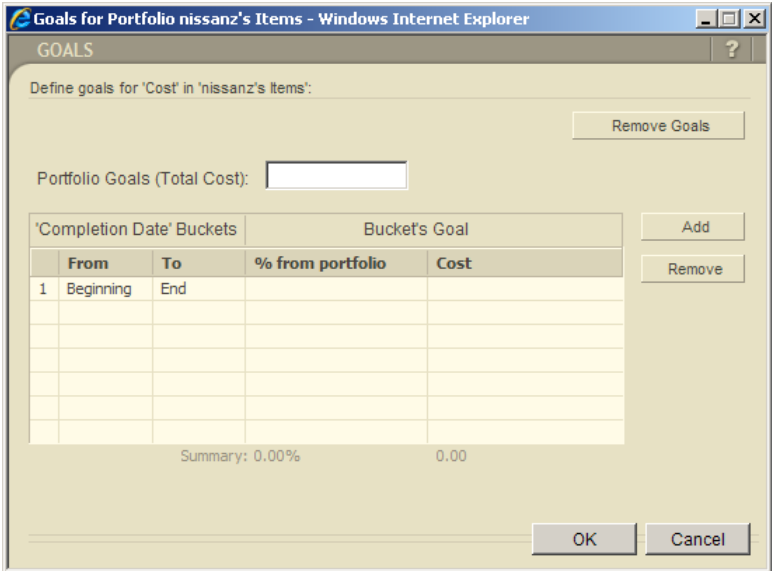 Goals for Portfolio nissanz's Items - Windows Internet Explorer
GOALS ?
Define goals for 'Cost' in 'nissanz's Items':
Remove Goals
Portfolio Goals (Total Cost):
'Completion Date' Buckets Bucket's Goal Add
From To % from portfolio Cost Remove
1 Beginning End
Summary: 0.00% 0.00
OK Cancel